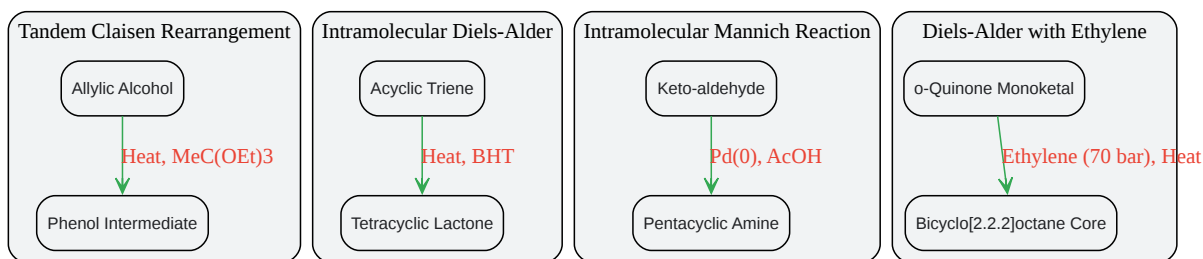 Tandem Claisen Rearrangement
Allylic Alcohol
Heat, MeC(OEt)3
Phenol Intermediate
Intramolecular Diels-Alder
Acyclic Triene
Heat, BHT
Tetracyclic Lactone
Intramolecular Mannich Reaction
Keto-aldehyde
Pd(0), AcOH
Pentacyclic Amine
Diels-Alder with Ethylene
o-Quinone Monoketal
Ethylene (70 bar), Heat
Bicyclo[2.2.2]octane Core